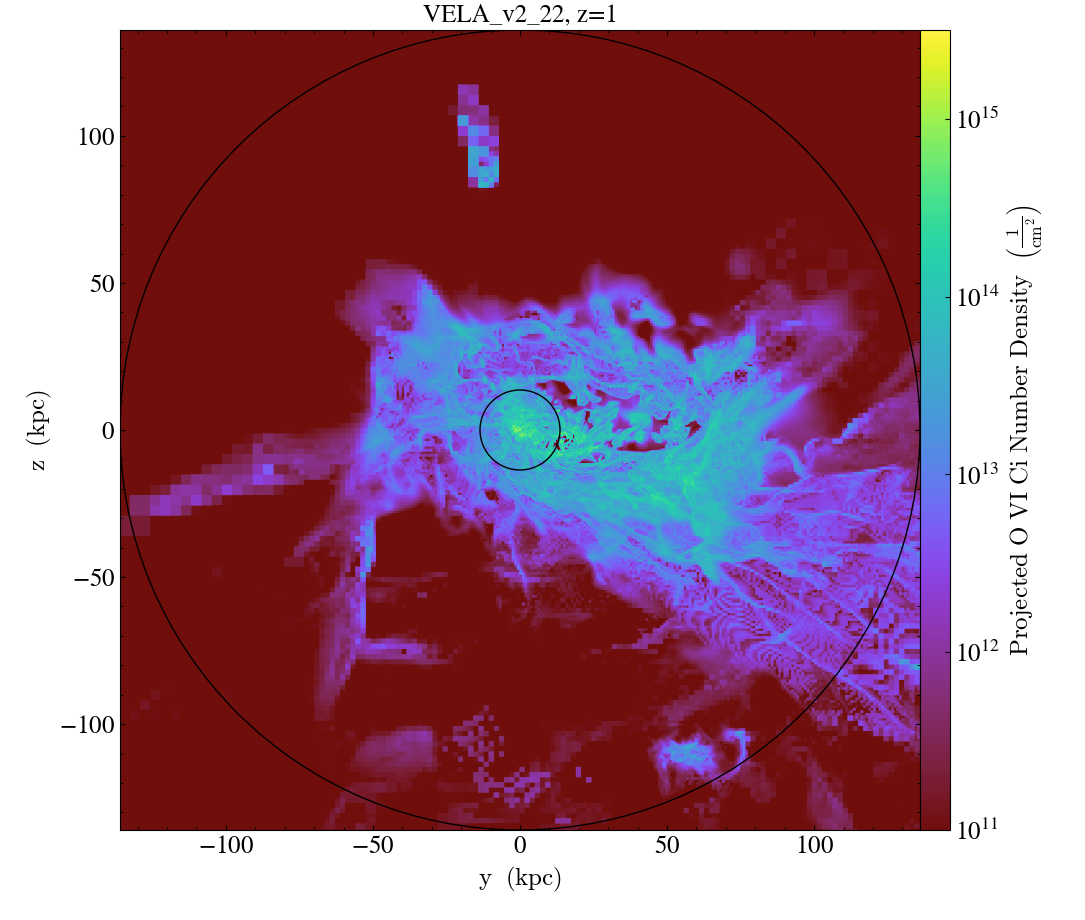 VELA_v2_22, z=1
100
50
0
−50
−100
z (kpc)
−100 −50 0 50 100
y (kpc)
10^15
10^14
10^13
10^12
10^11
Projected O VI Ci Number Density (1/cm^2)